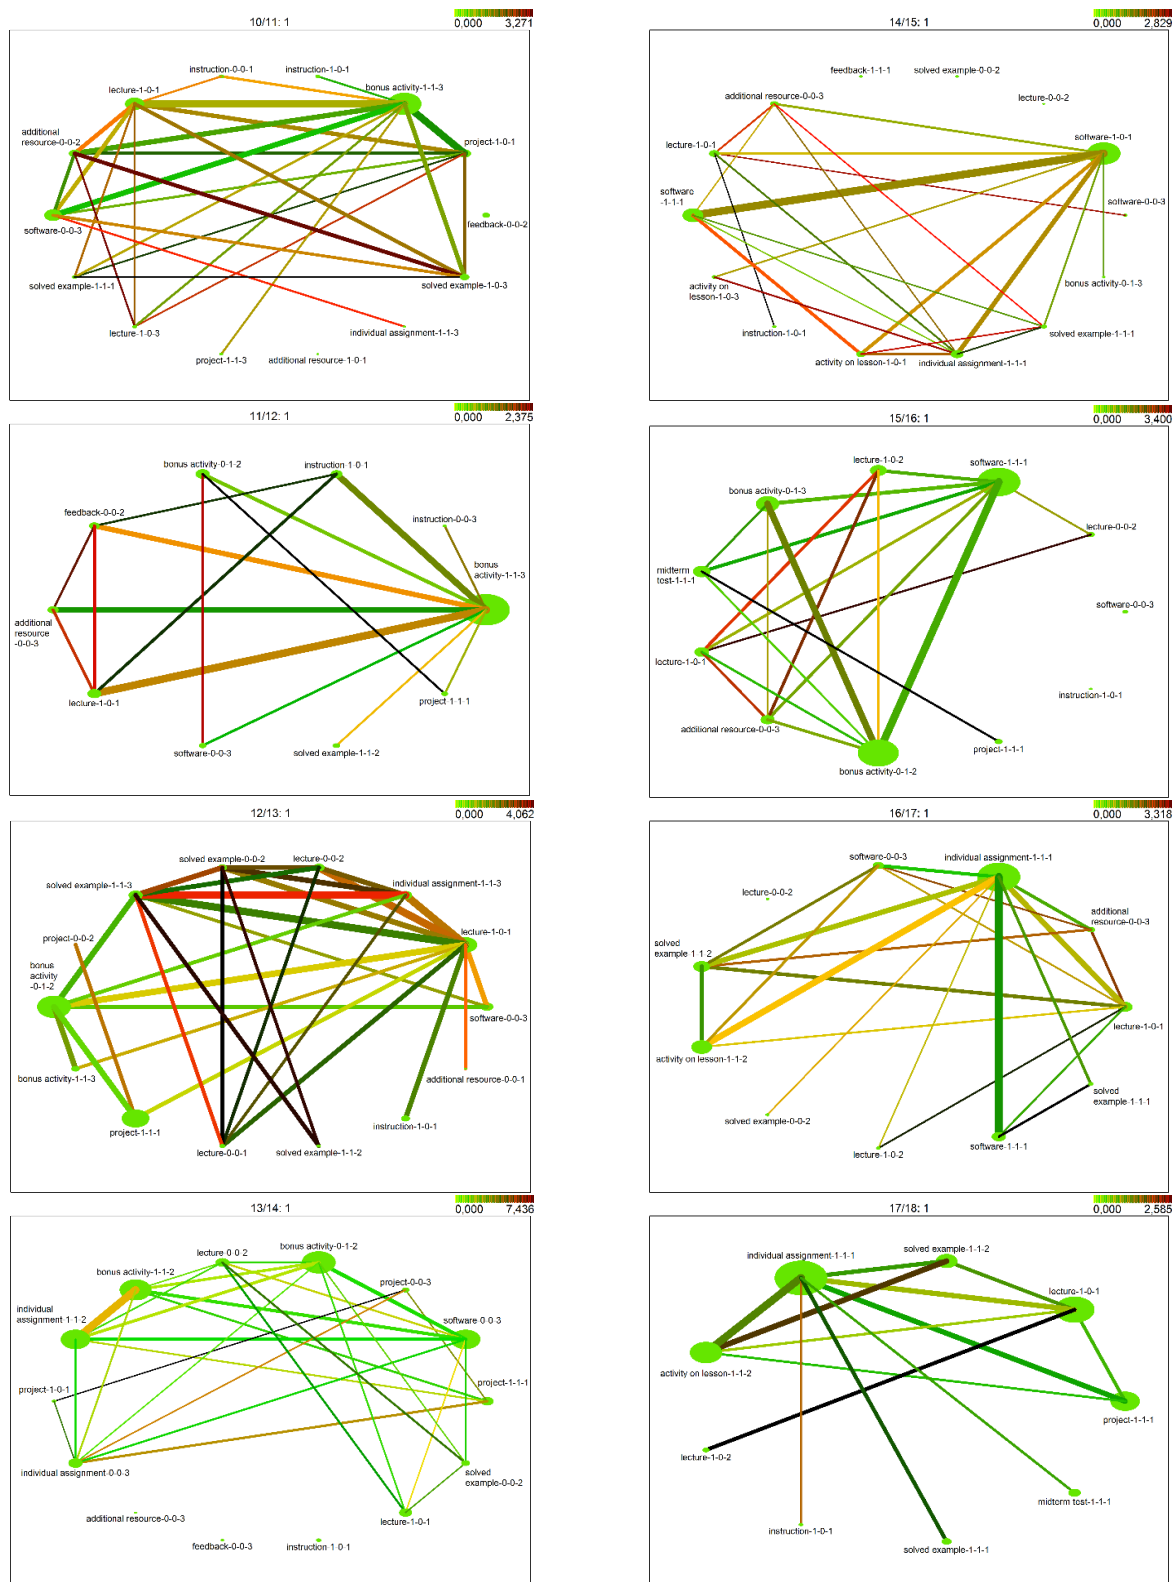 10/11: 1
0,000 3,271
instruction-0-0-1
instruction-1-0-1
lecture-1-0-1
bonus activity-1-1-3
additional
resource-0-0-2
project-1-0-1
software-0-0-3
feedback-0-0-2
solved example-1-1-1
solved example-1-0-3
lecture-1-0-3
individual assignment-1-1-3
project-1-1-3
additional resource-1-0-1
14/15: 1
0,000 2,829
feedback-1-1-1
solved example-0-0-2
additional resource-0-0-3
lecture-0-0-2
lecture-1-0-1
software-1-0-1
software
-1-1-1
software-0-0-3
activity on
lesson-1-0-3
bonus activity-0-1-3
instruction-1-0-1
solved example-1-1-1
activity on lesson-1-0-1
individual assignment-1-1-1
11/12: 1
0,000 2,375
bonus activity-0-1-2
instruction-1-0-1
feedback-0-0-2
instruction-0-0-3
bonus
activity-1-1-3
additional
resource
-0-0-3
lecture-1-0-1
project-1-1-1
software-0-0-3
solved example-1-1-2
15/16: 1
0,000 3,400
lecture-1-0-2
software-1-1-1
bonus activity-0-1-3
lecture-0-0-2
midterm
test-1-1-1
software-0-0-3
lecture-1-0-1
instruction-1-0-1
additional resource-0-0-3
project-1-1-1
bonus activity-0-1-2
12/13: 1
0,000 4,062
solved example-0-0-2
lecture-0-0-2
solved example-1-1-3
individual assignment-1-1-3
project-0-0-2
lecture-1-0-1
bonus
activity
-0-1-2
software-0-0-3
bonus activity-1-1-3
additional resource-0-0-1
project-1-1-1
instruction-1-0-1
lecture-0-0-1
solved example-1-1-2
16/17: 1
0,000 3,318
software-0-0-3
individual assignment-1-1-1
lecture-0-0-2
additional
resource-0-0-3
solved
example-1-1-2
lecture-1-0-1
activity on lesson-1-1-2
solved
example-1-1-1
solved example-0-0-2
lecture-1-0-2
software-1-1-1
13/14: 1
0,000 7,436
lecture-0-0-2
bonus activity-0-1-2
bonus activity-1-1-2
project-0-0-3
individual
assignment-1-1-2
software-0-0-3
project-1-0-1
project-1-1-1
individual assignment-0-0-3
solved
example-0-0-2
additional resource-0-0-3
lecture-1-0-1
feedback-0-0-3
instruction-1-0-1
17/18: 1
0,000 2,585
individual assignment-1-1-1
solved example-1-1-2
lecture-1-0-1
activity on lesson-1-1-2
project-1-1-1
lecture-1-0-2
midterm test-1-1-1
instruction-1-0-1
solved example-1-1-1